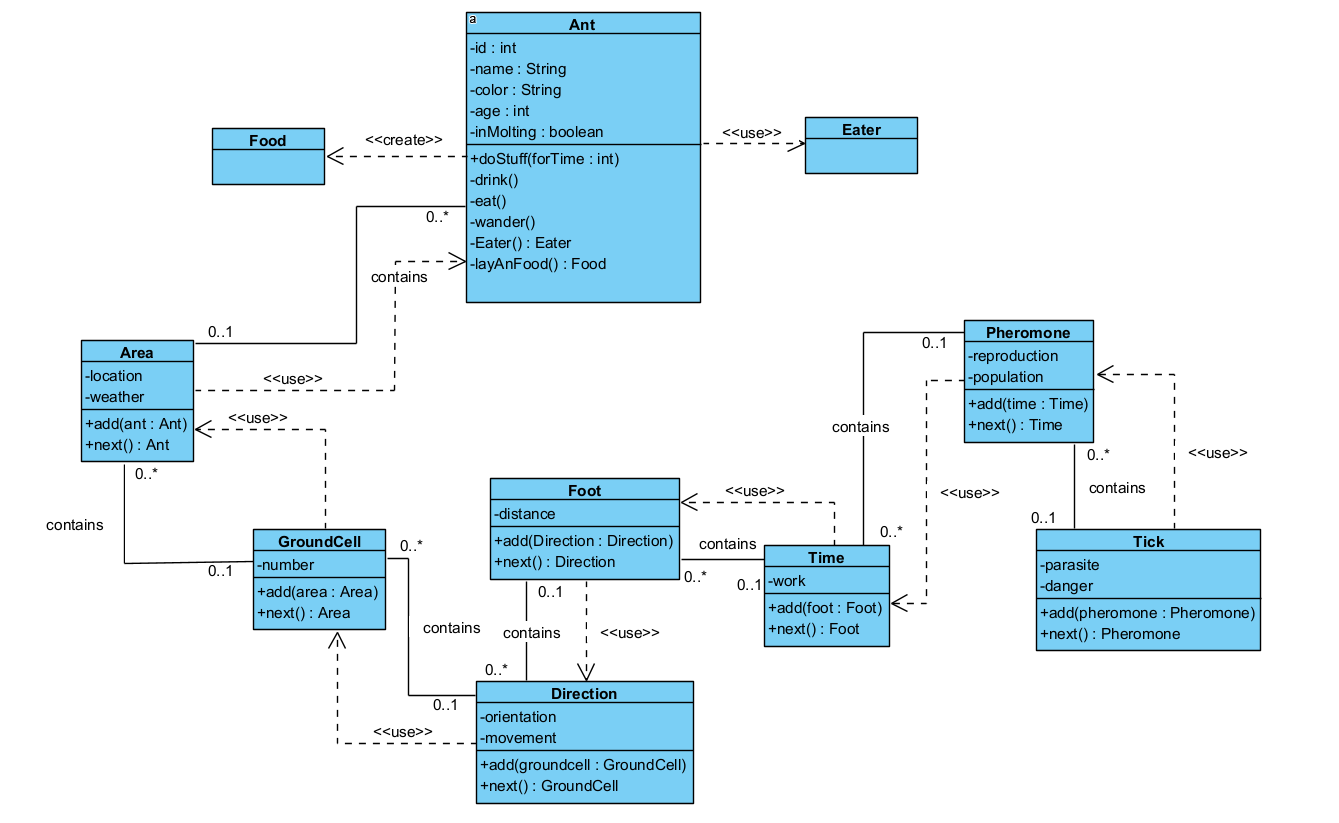 a
Ant
-id : int
-name : String
-color : String
-age : int
-inMolting : boolean
+doStuff(forTime : int)
-drink()
-eat()
-wander()
-Eater() : Eater
-layAnFood() : Food
Food
<<create>>
<<use>>
Eater
0..*
contains
0..1
<<use>>
Area
-location
-weather
+add(ant : Ant)
+next() : Ant
<<use>>
0..*
contains
0..1
GroundCell
-number
+add(area : Area)
+next() : Area
0..*
contains
0..1
<<use>>
Foot
-distance
+add(Direction : Direction)
+next() : Direction
0..1
contains
<<use>>
0..*
Direction
-orientation
-movement
+add(groundcell : GroundCell)
+next() : GroundCell
<<use>>
contains
0..*
0..1
Time
-work
+add(foot : Foot)
+next() : Foot
0..1
contains
0..*
<<use>>
Pheromone
-reproduction
-population
+add(time : Time)
+next() : Time
0..*
contains
0..1
<<use>>
Tick
-parasite
-danger
+add(pheromone : Pheromone)
+next() : Pheromone